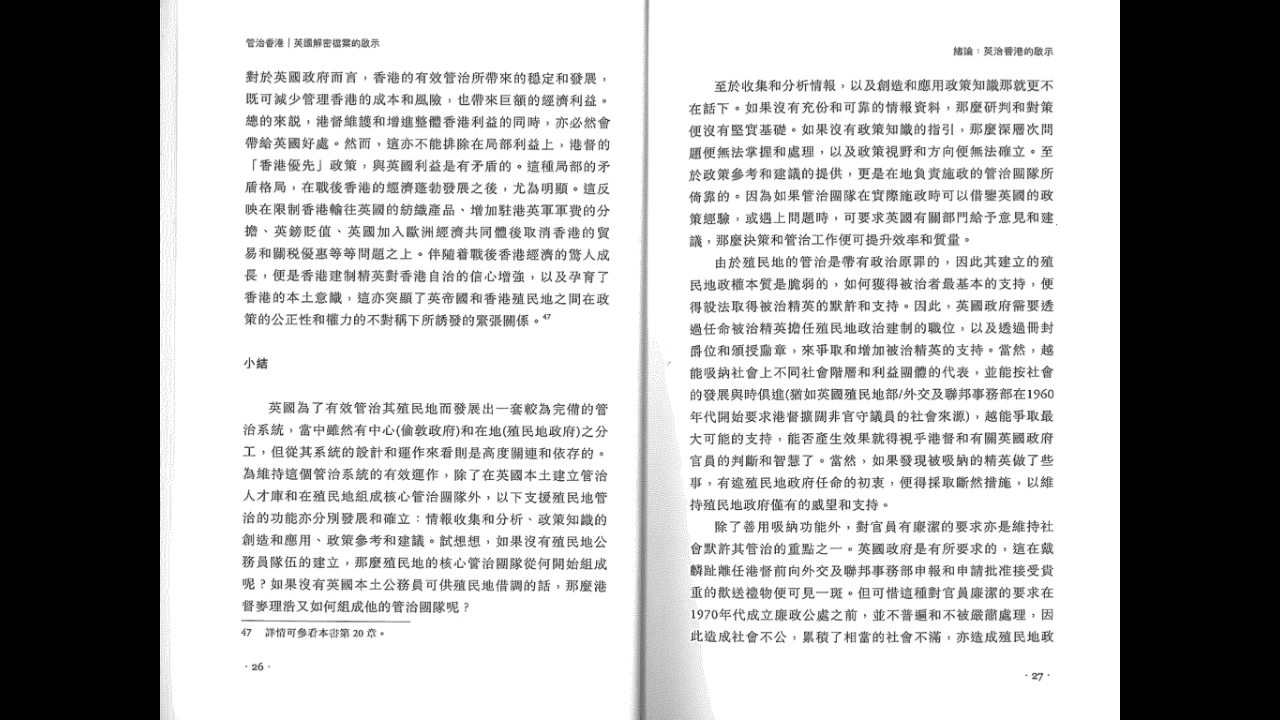 管治香港｜英國解密檔案的啟示
對於英國政府而言，香港的有效管治所帶來的穩定和發展，
既可減少管理香港的成本和風險，也帶來巨額的經濟利益。
總的來說，港督維護和增進整體香港利益的同時，亦必然會
帶給英國好處。然而，這亦不能排除在局部利益上，港督的
「香港優先」政策，與英國利益是有矛盾的。這種局部的矛
盾格局，在戰後香港的經濟蓬勃發展之後，尤為明顯。這反
映在限制香港輸往英國的紡織產品、增加駐港英軍軍費的分
擔、英鎊貶值、英國加入歐洲經濟共同體後取消香港的貿
易和關稅優惠等等問題之上。伴隨着戰後香港經濟的驚人成
長，便是香港建制精英對香港自治的信心增強，以及孕育了
香港的本土意識，這亦突顯了英帝國和香港殖民地之間在政
策的公正性和權力的不對稱下所誘發的緊張關係。47
小結
英國為了有效管治其殖民地而發展出一套較為完備的管
治系統，當中雖然有中心(倫敦政府)和在地(殖民地政府)之分
工，但從其系統的設計和運作來看則是高度關連和依存的。
為維持這個管治系統的有效運作，除了在英國本土建立管治
人才庫和在殖民地組成核心管治團隊外，以下支援殖民地管
治的功能亦分別發展和確立：情報收集和分析、政策知識的
創造和應用、政策參考和建議。試想想，如果沒有殖民地公
務員隊伍的建立，那麼殖民地的核心管治團隊從何開始組成
呢？如果沒有英國本土公務員可供殖民地借調的話，那麼港
督麥理浩又如何組成他的管治團隊呢？
47 詳情可參看本書第 20 章。
· 26 ·
緒論：英治香港的啟示
至於收集和分析情報，以及創造和應用政策知識那就更不
在話下。如果沒有充份和可靠的情報資料，那麼研判和對策
便沒有堅實基礎。如果沒有政策知識的指引，那麼深層次問
題便無法掌握和處理，以及政策視野和方向便無法確立。至
於政策參考和建議的提供，更是在地負責施政的管治團隊所
倚靠的。因為如果管治團隊在實際施政時可以借鑒英國的政
策經驗，或遇上問題時，可要求英國有關部門給予意見和建
議，那麼決策和管治工作便可提升效率和質量。
由於殖民地的管治是帶有政治原罪的，因此其建立的殖
民地政權本質是脆弱的，如何獲得被治者最基本的支持，便
得設法取得被治精英的默許和支持。因此，英國政府需要透
過任命被治精英擔任殖民地政治建制的職位，以及透過冊封
爵位和頒授勳章，來爭取和增加被治精英的支持。當然，越
能吸納社會上不同社會階層和利益團體的代表，並能按社會
的發展與時俱進(猶如英國殖民地部/外交及聯邦事務部在1960
年代開始要求港督擴闊非官守議員的社會來源)，越能爭取最
大可能的支持，能否產生效果就得視乎港督和有關英國政府
官員的判斷和智慧了。當然，如果發現被吸納的精英做了些
事，有違殖民地政府任命的初衷，便得採取斷然措施，以維
持殖民地政府僅有的威望和支持。
除了善用吸納功能外，對官員有廉潔的要求亦是維持社
會默許其管治的重點之一。英國政府是有所要求的，這在戴
麟趾離任港督前向外交及聯邦事務部申報和申請批准接受貴
重的歡送禮物便可見一斑。但可惜這種對官員廉潔的要求在
1970年代成立廉政公處之前，並不普遍和不被嚴肅處理，因
此造成社會不公，累積了相當的社會不滿，亦造成殖民地政
· 27 ·